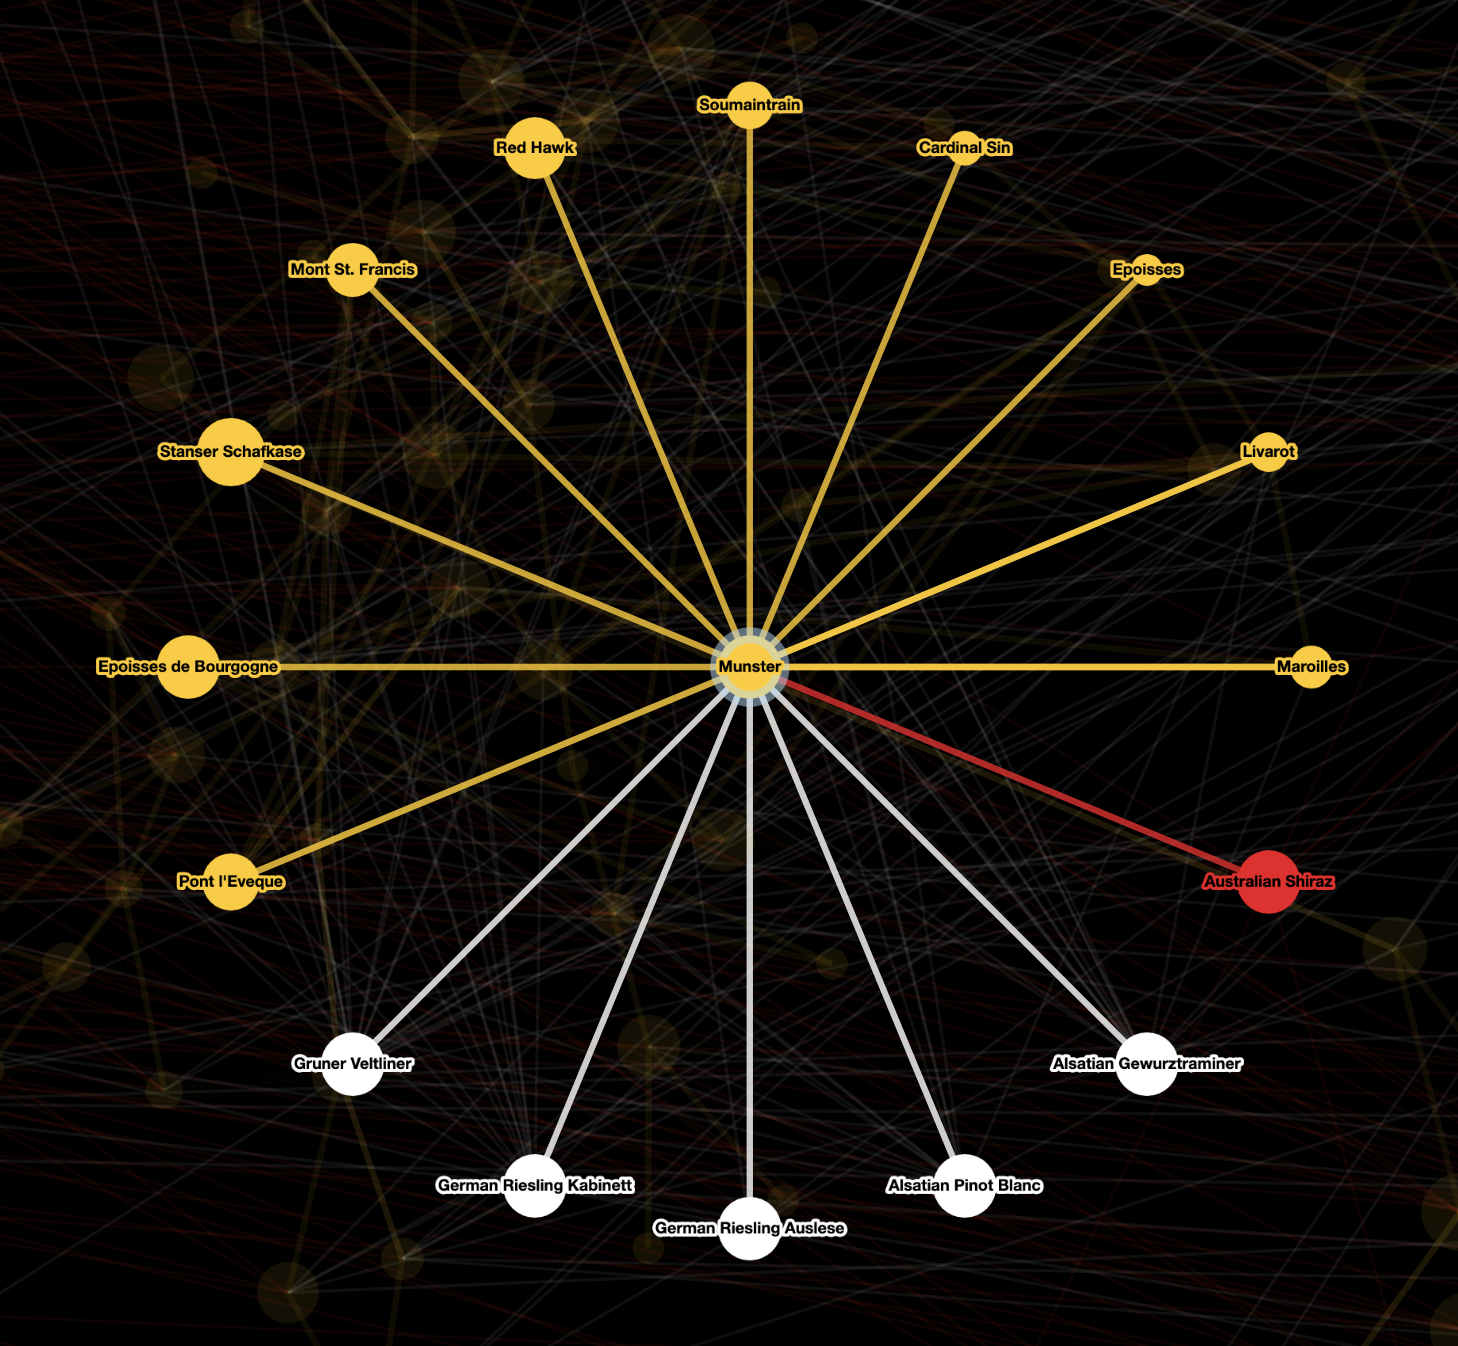 Soumaintrain
Red Hawk
Cardinal Sin
Mont St. Francis
Epoisses
Stanser Schafkase
Livarot
Epoisses de Bourgogne
Munster
Maroilles
Pont l'Eveque
Australian Shiraz
Gruner Veltliner
Alsatian Gewurztraminer
German Riesling Kabinett
Alsatian Pinot Blanc
German Riesling Auslese